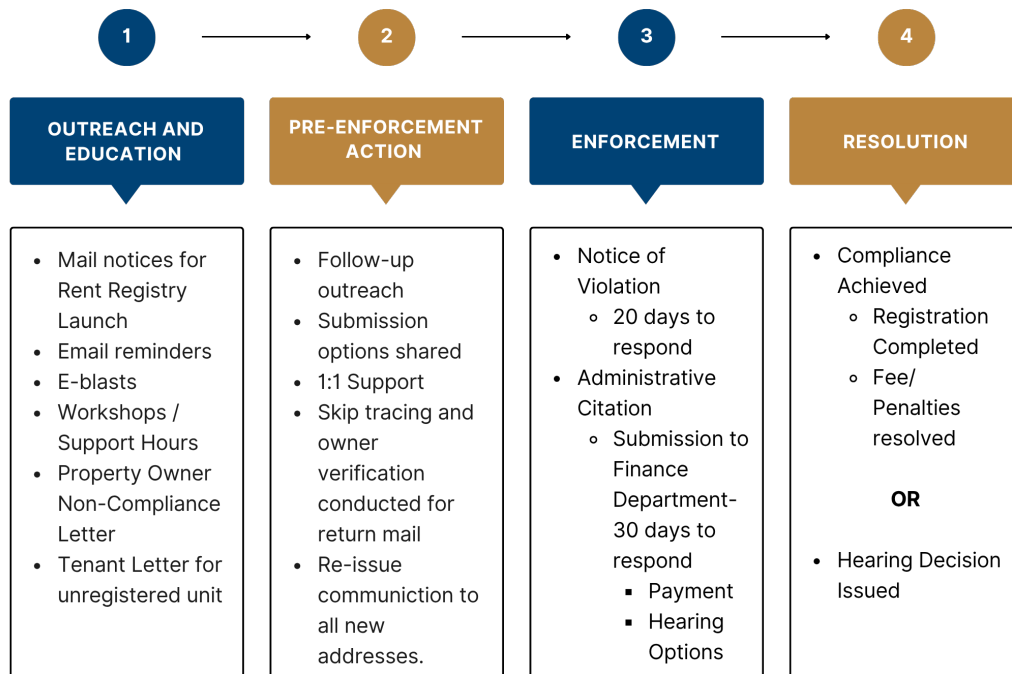 1
2
3
4
OUTREACH AND
EDUCATION
PRE-ENFORCEMENT
ACTION
ENFORCEMENT
RESOLUTION
• Mail notices for
Rent Registry
Launch
• Email reminders
• E-blasts
• Workshops /
Support Hours
• Property Owner
Non-Compliance
Letter
• Tenant Letter for
unregistered unit
• Follow-up
outreach
• Submission
options shared
• 1:1 Support
• Skip tracing and
owner
verification
conducted for
return mail
• Re-issue
communiction to
all new
addresses.
• Notice of
Violation
◦ 20 days to
respond
• Administrative
Citation
◦ Submission to
Finance
Department-
30 days to
respond
▪ Payment
▪ Hearing
Options
• Compliance
Achieved
◦ Registration
Completed
◦ Fee/
Penalties
resolved
OR
• Hearing Decision
Issued